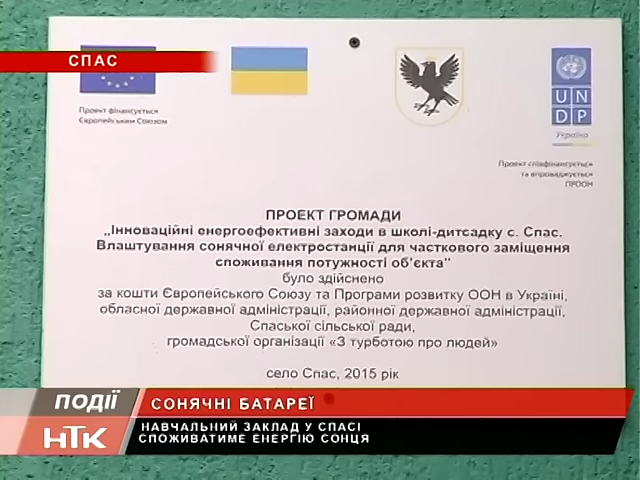 СПАС
Проект фінансується
Європейським Союзом
UN
DP
Україна
Проект співфінансується
та впроваджується
ПРООН
ПРОЕКТ ГРОМАДИ
„Інноваційні енергоефективні заходи в школі-дитсадку с. Спас.
Влаштування сонячної електростанції для часткового заміщення
споживання потужності об'єкта"
було здійснено
за кошти Європейського Союзу та Програми розвитку ООН в Україні,
обласної державної адміністрації, районної державної адміністрації,
Спаської сільської ради,
громадської організації «З турботою про людей»
село Спас, 2015 рік
ПОДІЇ
НТК
СОНЯЧНІ БАТАРЕЇ
НАВЧАЛЬНИЙ ЗАКЛАД У СПАСІ
СПОЖИВАТИМЕ ЕНЕРГІЮ СОНЦЯ